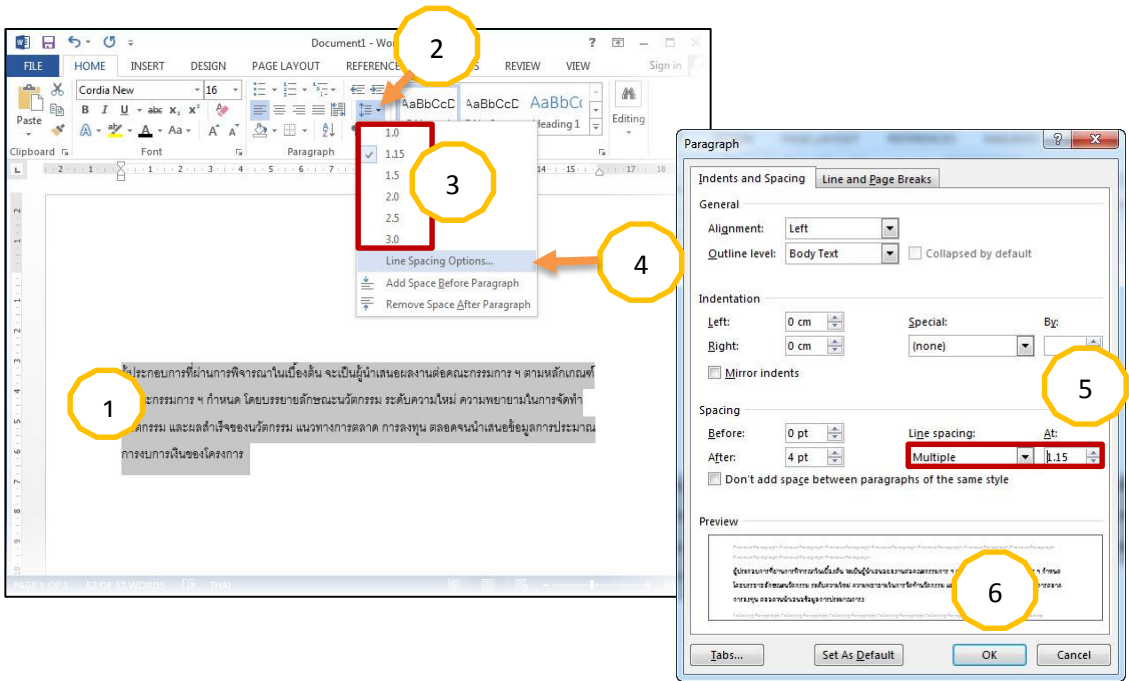 Document1 - Wo
2
?
FILE HOME INSERT DESIGN PAGE LAYOUT REFERENCE S REVIEW VIEW Sign in
Cordia New 16
Paste
B I U abc X₂ X²
A aby A Aa A A
AaBbCcD AaBbCcD AaBbCc
Heading 1
Editing
Clipboard Font Paragraph
1.0
1.15
1.5
2.0
2.5
3.0
3
Line Spacing Options...
4
Add Space Before Paragraph
Remove Space After Paragraph
1
ผู้ประกอบการที่ผ่านการพิจารณาในเบื้องต้น จะเป็นผู้นำเสนอผลงานต่อคณะกรรมการ ฯ ตามหลักเกณฑ์
ะกรรมการ ฯ กำหนด โดยบรรยายลักษณะนวัตกรรม ระดับความใหม่ ความพยายามในการจัดทำ
ตกรรม และผลสำเร็จของนวัตกรรม แนวทางการตลาด การลงทุน ตลอดจนนำเสนอข้อมูลการประมาณ
การงบการเงินของโครงการ
PAGE 1 OF 1 57 OF 57 WORDS THAI
Paragraph
Indents and Spacing Line and Page Breaks
General
Alignment: Left
Outline level: Body Text Collapsed by default
Indentation
Left: 0 cm Special: By:
Right: 0 cm (none)
Mirror indents
5
Spacing
Before: 0 pt Line spacing: At:
After: 4 pt Multiple 1.15
Don't add space between paragraphs of the same style
Preview
6
Tabs... Set As Default OK Cancel